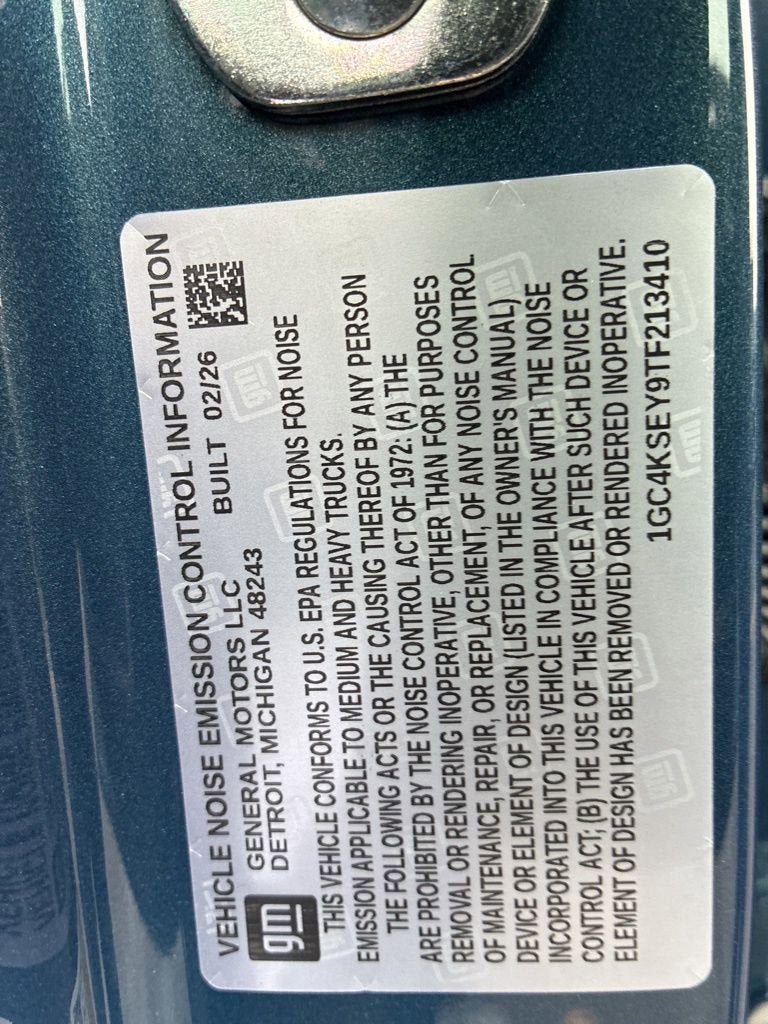 VEHICLE NOISE EMISSION CONTROL INFORMATION
gm GENERAL MOTORS LLC BUILT 02/26
DETROIT, MICHIGAN 48243
THIS VEHICLE CONFORMS TO U.S. EPA REGULATIONS FOR NOISE
EMISSION APPLICABLE TO MEDIUM AND HEAVY TRUCKS.
THE FOLLOWING ACTS OR THE CAUSING THEREOF BY ANY PERSON
ARE PROHIBITED BY THE NOISE CONTROL ACT OF 1972: (A) THE
REMOVAL OR RENDERING INOPERATIVE, OTHER THAN FOR PURPOSES
OF MAINTENANCE, REPAIR, OR REPLACEMENT, OF ANY NOISE CONTROL
DEVICE OR ELEMENT OF DESIGN (LISTED IN THE OWNER'S MANUAL)
INCORPORATED INTO THIS VEHICLE IN COMPLIANCE WITH THE NOISE
CONTROL ACT; (B) THE USE OF THIS VEHICLE AFTER SUCH DEVICE OR
ELEMENT OF DESIGN HAS BEEN REMOVED OR RENDERED INOPERATIVE.
1GC4KSEY9TF213410